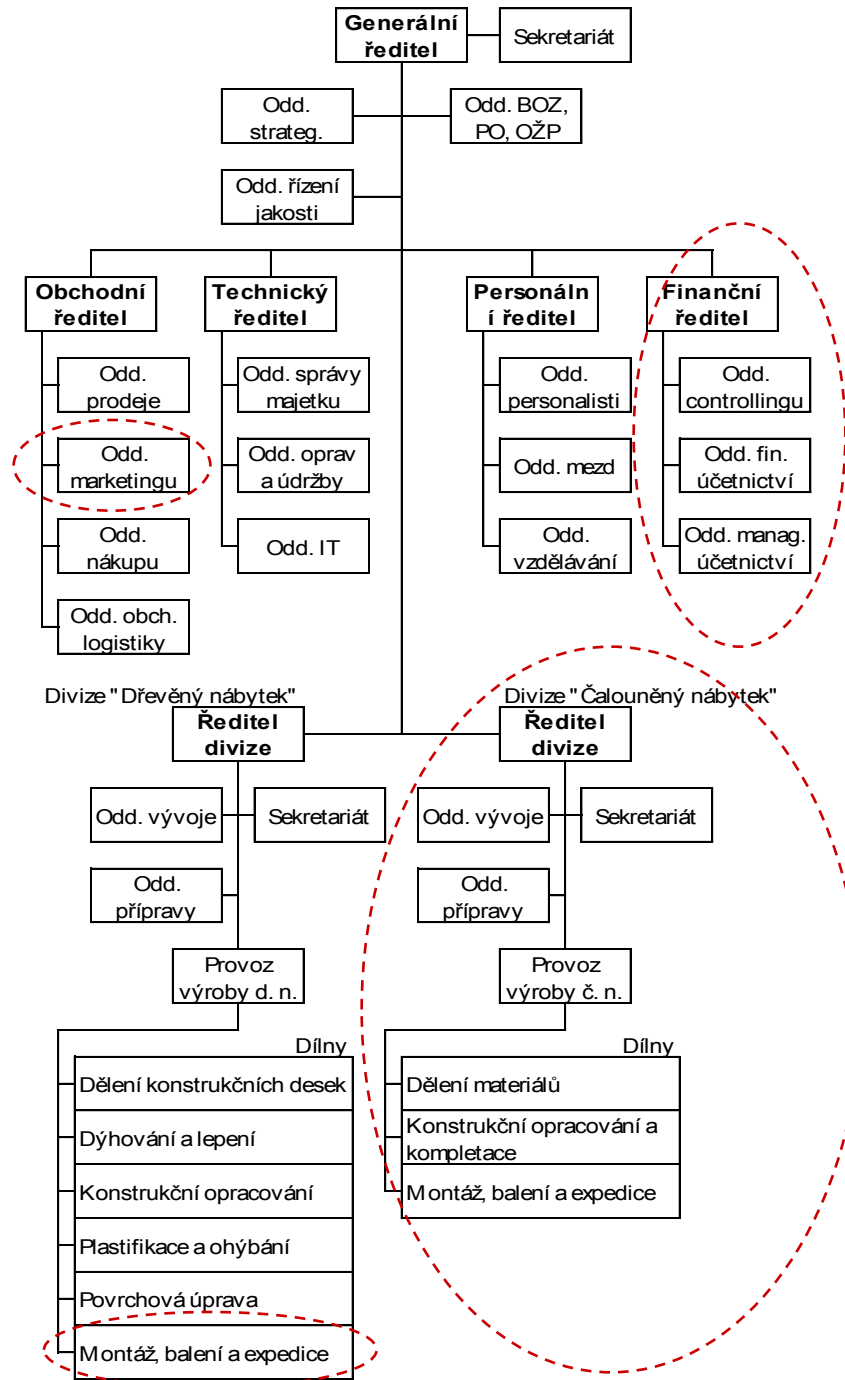 Generální
ředitel
Sekretariát
Odd.
strateg.
Odd. BOZ,
PO, OŽP
Odd. řízení
jakosti
Obchodní
ředitel
Technický
ředitel
Personáln
í ředitel
Finanční
ředitel
Odd.
prodeje
Odd. správy
majetku
Odd.
personalisti
Odd.
controllingu
Odd.
marketingu
Odd. oprav
a údržby
Odd. mezd
Odd. fin.
účetnictví
Odd.
nákupu
Odd. IT
Odd.
vzdělávání
Odd. manag.
účetnictví
Odd. obch.
logistiky
Divize "Dřevěný nábytek"
Divize "Čalouněný nábytek"
Ředitel
divize
Ředitel
divize
Odd. vývoje
Sekretariát
Odd. vývoje
Sekretariát
Odd.
přípravy
Odd.
přípravy
Provoz
výroby d. n.
Provoz
výroby č. n.
Dílny
Dělení konstrukčních desek
Dýhování a lepení
Konstrukční opracování
Plastifikace a ohýbání
Povrchová úprava
Montáž, balení a expedice
Dílny
Dělení materiálů
Konstrukční opracování a
kompletace
Montáž, balení a expedice